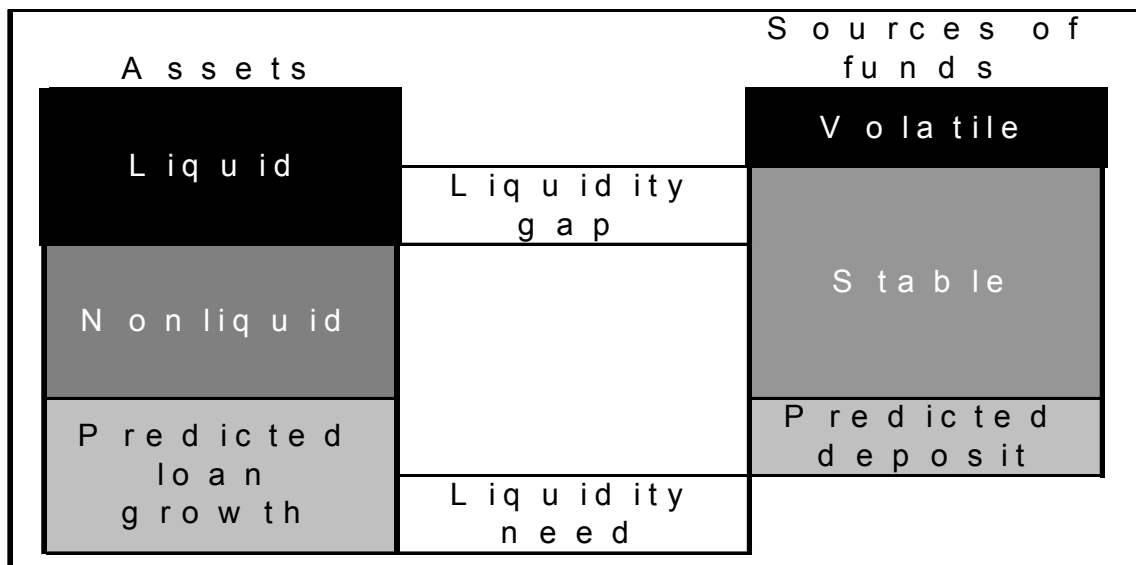 Assets
Sources of
funds
Liquid
Volatile
Liquidity
gap
Stable
Nonliquid
Predicted
loan
growth
Predicted
deposit
Liquidity
need